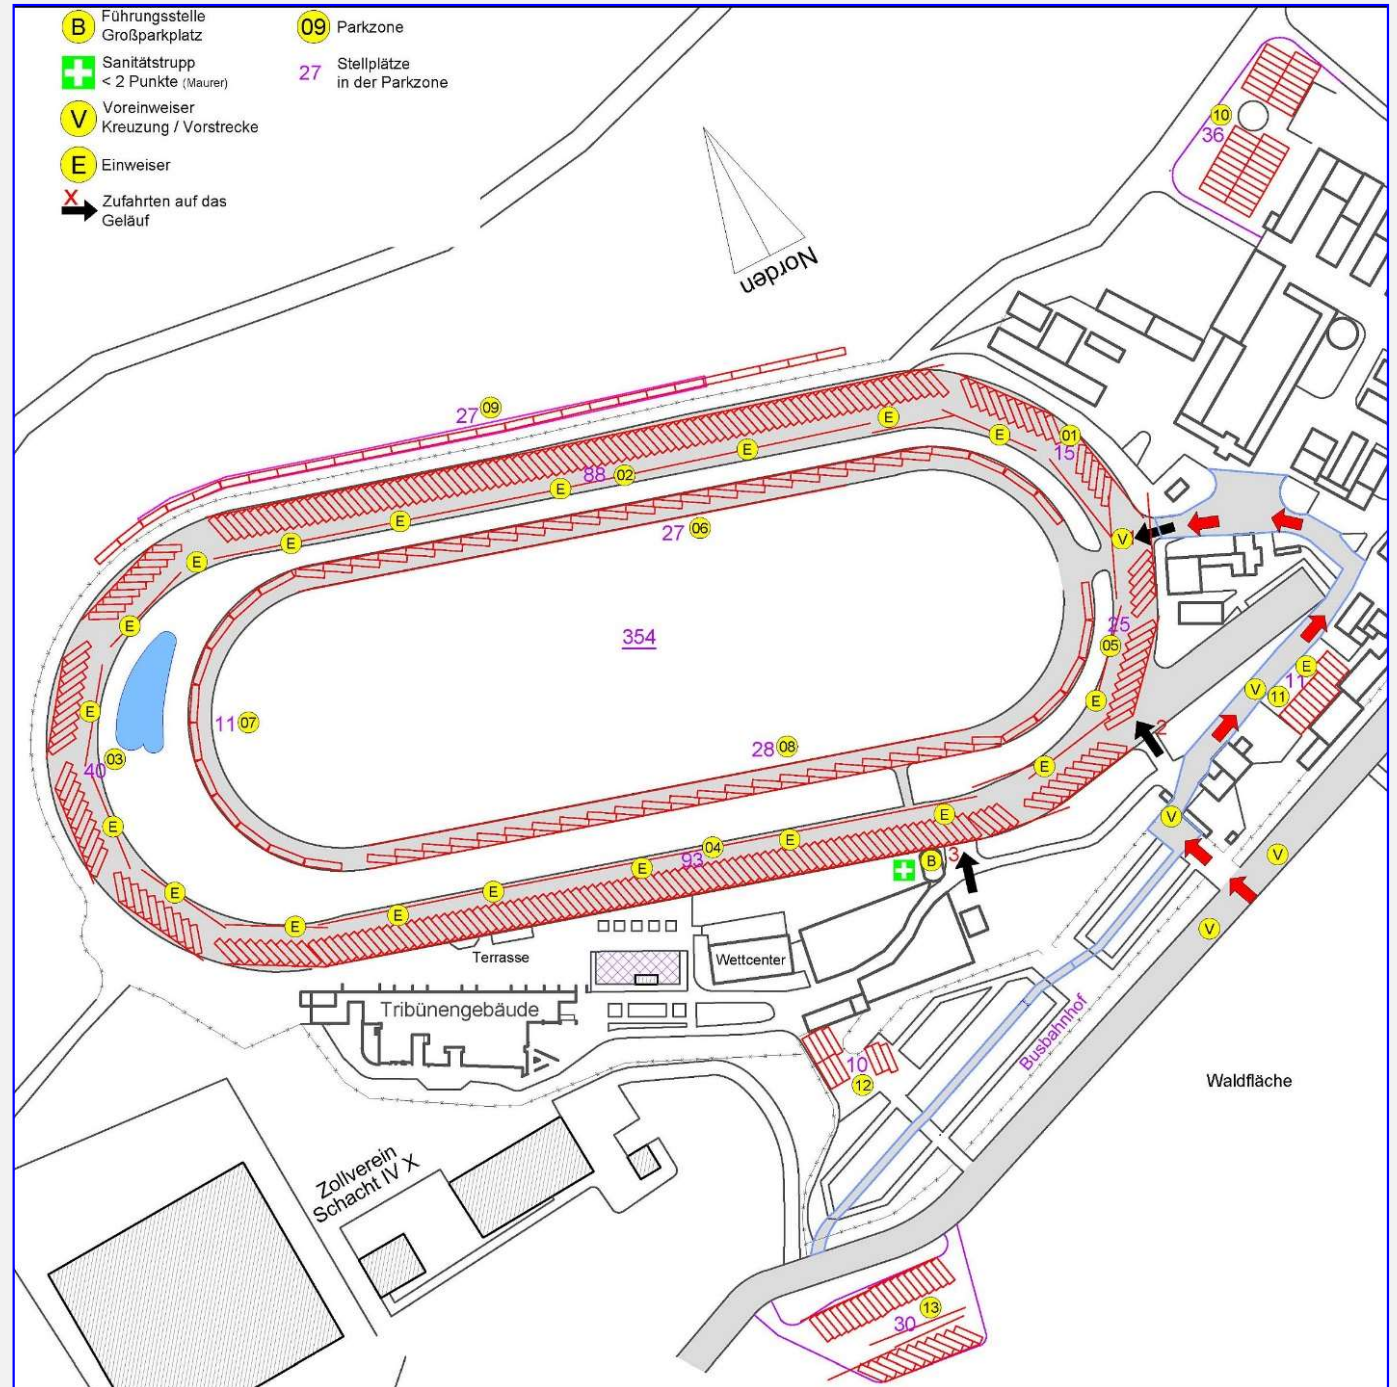 B
Führungsstelle
Großparkplatz
09
Parkzone
Sanitätstrupp
< 2 Punkte (Maurer)
27
Stellplätze
in der Parkzone
V
Voreinweiser
Kreuzung / Vorstrecke
E
Einweiser
X
Zufahrten auf das
Geläuf
10
36
Norden
27
09
E
E
01
15
88
02
E
E
E
E
E
27
06
V
E
354
25
05
E
11
V
11
E
11
07
E
E
2
28
08
40
03
E
E
E
V
93
04
E
E
3
B
V
E
E
E
E
V
Terrasse
Wettcenter
Tribünengebäude
Busbahnhof
10
12
Waldfläche
Zollverein
Schacht IV X
13
30